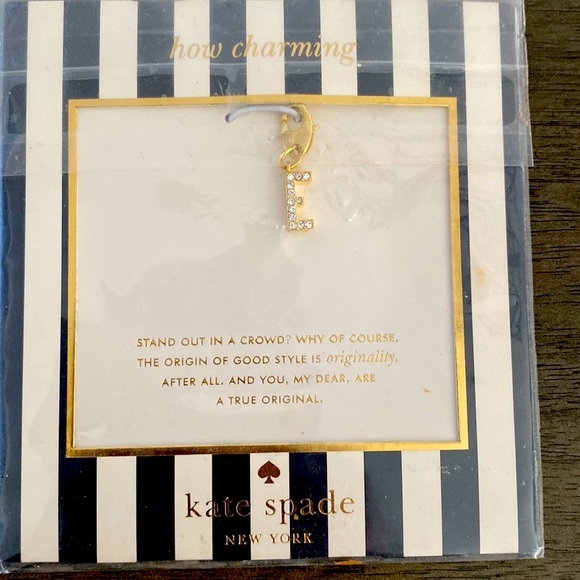 how charming
E
STAND OUT IN A CROWD? WHY OF COURSE.
THE ORIGIN OF GOOD STYLE IS originality,
AFTER ALL. AND YOU, MY DEAR, ARE
A TRUE ORIGINAL.
kate spade
NEW YORK